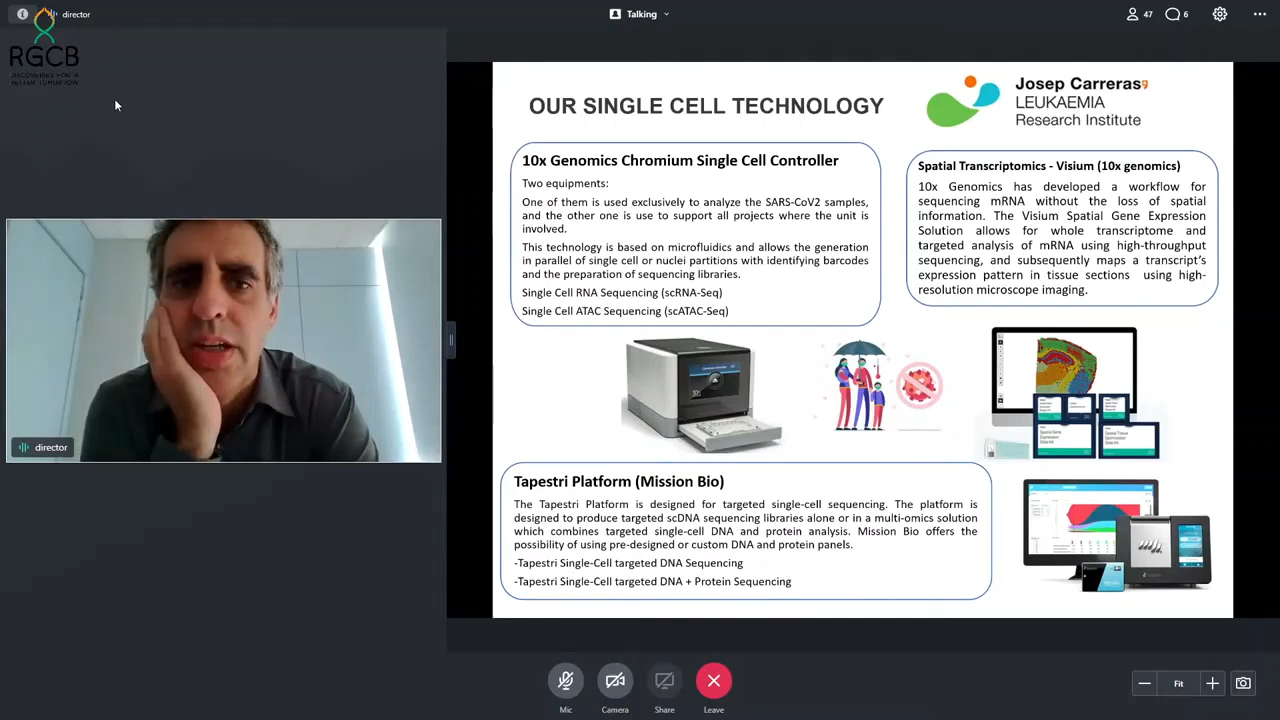 director
Talking
47
6
RGCB
DISCOVERIES FOR A
BETTER TOMORROW
OUR SINGLE CELL TECHNOLOGY
Josep Carreras
LEUKAEMIA
Research Institute
10x Genomics Chromium Single Cell Controller
Two equipments:
One of them is used exclusively to analyze the SARS-CoV2 samples,
and the other one is use to support all projects where the unit is
involved.
This technology is based on microfluidics and allows the generation
in parallel of single cell or nuclei partitions with identifying barcodes
and the preparation of sequencing libraries.
Single Cell RNA Sequencing (scRNA-Seq)
Single Cell ATAC Sequencing (scATAC-Seq)
Spatial Transcriptomics - Visium (10x genomics)
10x Genomics has developed a workflow for
sequencing mRNA without the loss of spatial
information. The Visium Spatial Gene Expression
Solution allows for whole transcriptome and
targeted analysis of mRNA using high-throughput
sequencing, and subsequently maps a transcript's
expression pattern in tissue sections using high-
resolution microscope imaging.
director
Tapestri Platform (Mission Bio)
The Tapestri Platform is designed for targeted single-cell sequencing. The platform is
designed to produce targeted scDNA sequencing libraries alone or in a multi-omics solution
which combines targeted single-cell DNA and protein analysis. Mission Bio offers the
possibility of using pre-designed or custom DNA and protein panels.
-Tapestri Single-Cell targeted DNA Sequencing
-Tapestri Single-Cell targeted DNA + Protein Sequencing
Mic
Camera
Share
Leave
Fit